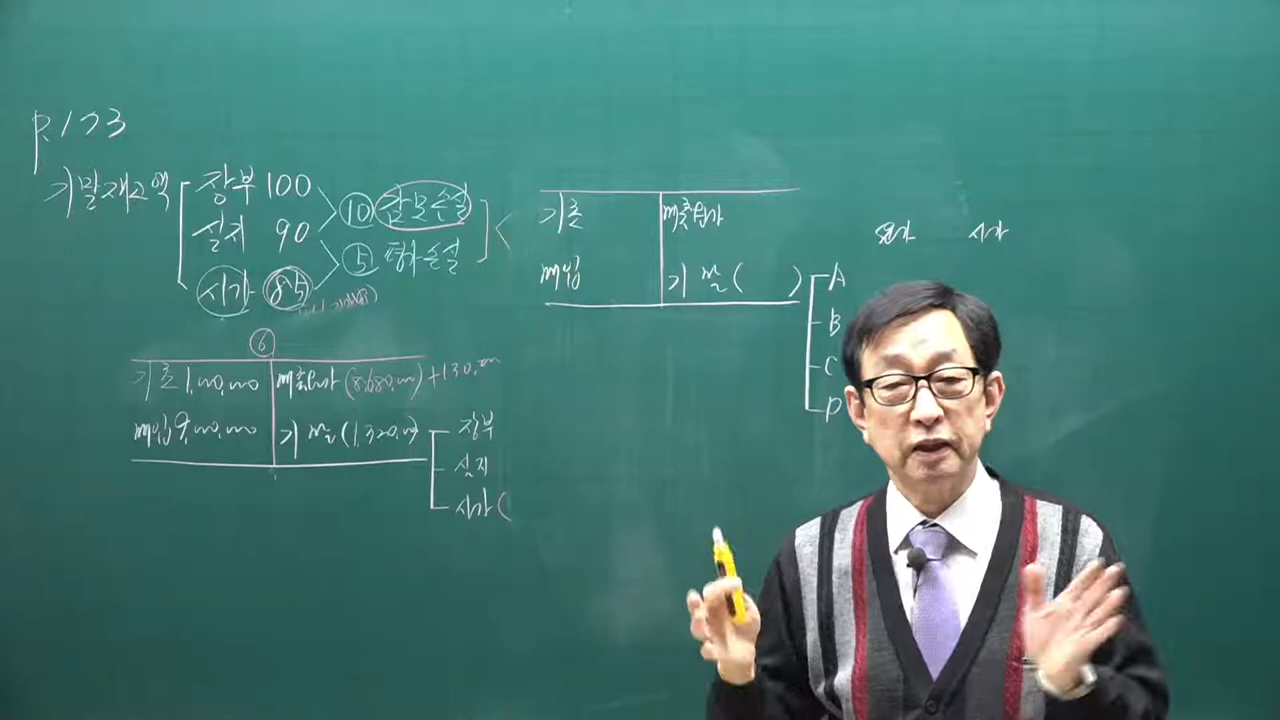 P.173
기말재고액
장부 100
실지 90
시가 85
10 감모손실
5 평가손실
기초
매출원가
매입
기말 ( )
원가 시가
A
B
C
D
6
기초 1,000,000
매출원가 (8,680,000) + 130,000
매입 9,000,000
기말 (1,320,000)
장부
실지
시가 (